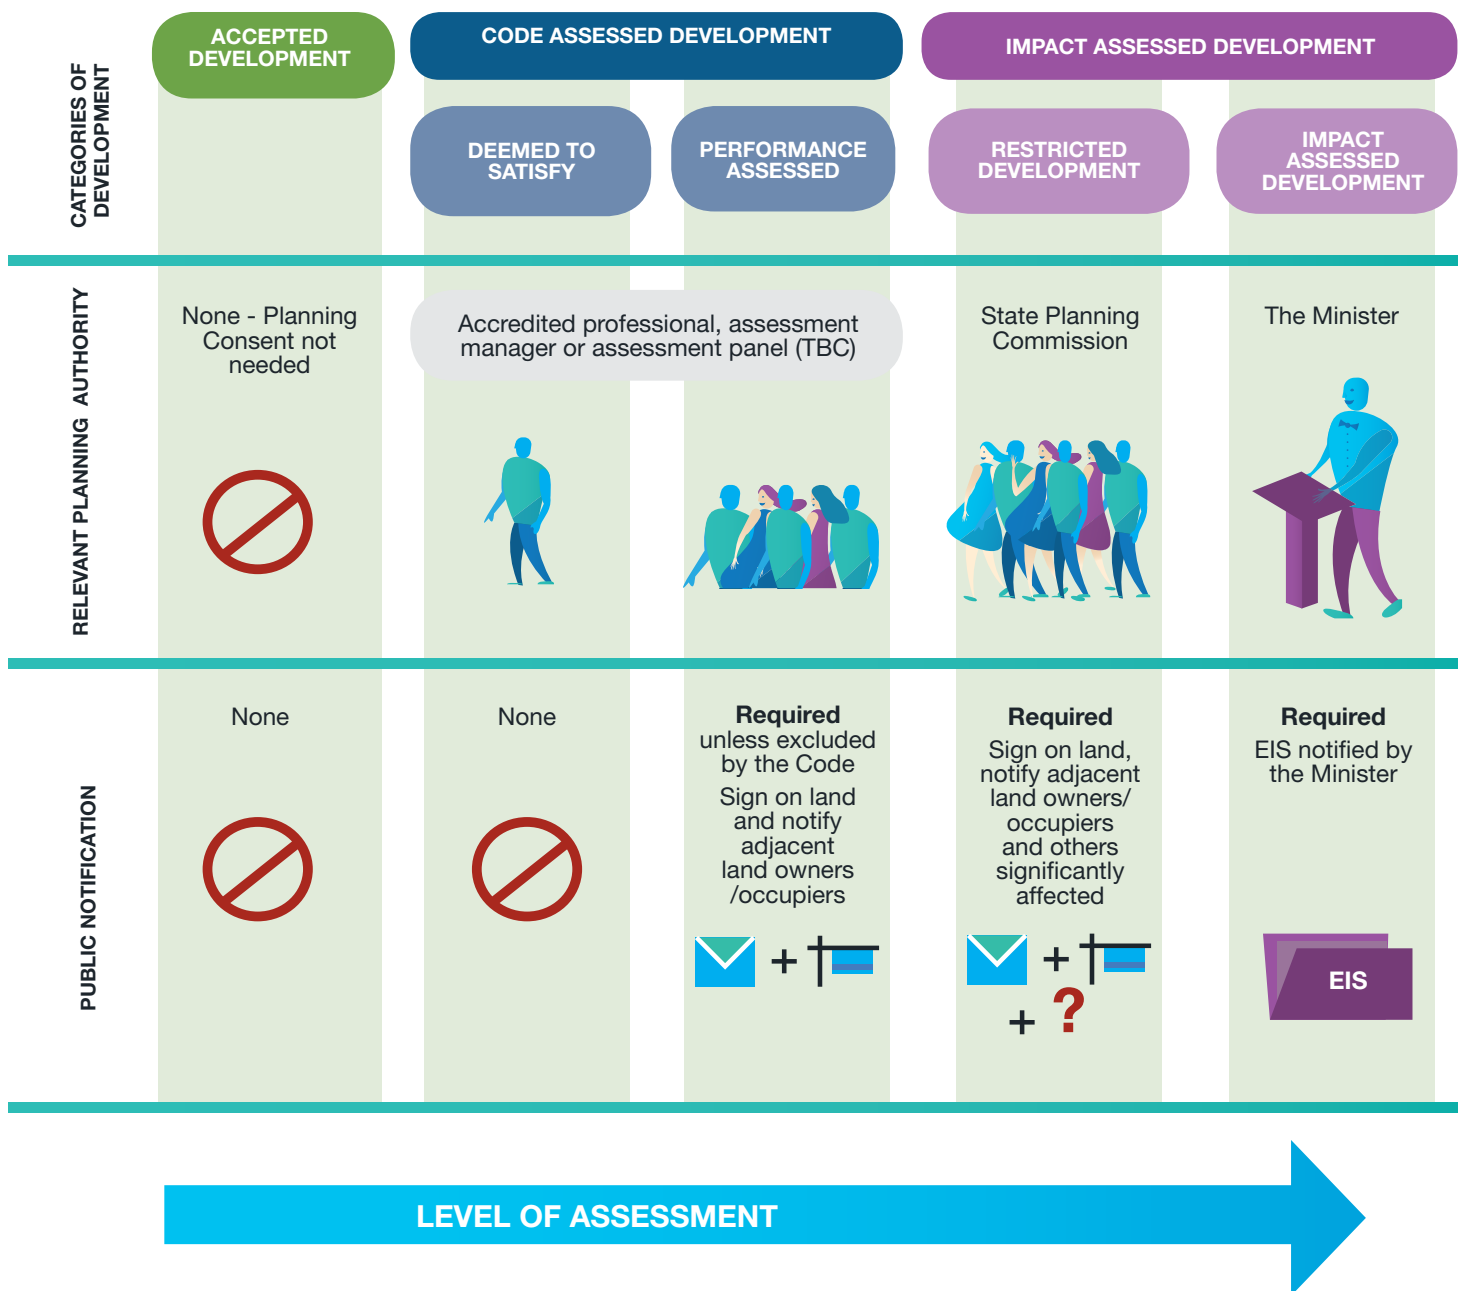 CATEGORIES OF
DEVELOPMENT
ACCEPTED
DEVELOPMENT
CODE ASSESSED DEVELOPMENT
IMPACT ASSESSED DEVELOPMENT
DEEMED TO
SATISFY
PERFORMANCE
ASSESSED
RESTRICTED
DEVELOPMENT
IMPACT
ASSESSED
DEVELOPMENT
RELEVANT PLANNING AUTHORITY
None - Planning
Consent not
needed
Accredited professional, assessment
manager or assessment panel (TBC)
State Planning
Commission
The Minister
PUBLIC NOTIFICATION
None
None
Required
unless excluded
by the Code
Sign on land
and notify
adjacent
land owners
/occupiers
+
Required
Sign on land,
notify adjacent
land owners/
occupiers
and others
significantly
affected
+
+ ?
Required
EIS notified by
the Minister
EIS
LEVEL OF ASSESSMENT